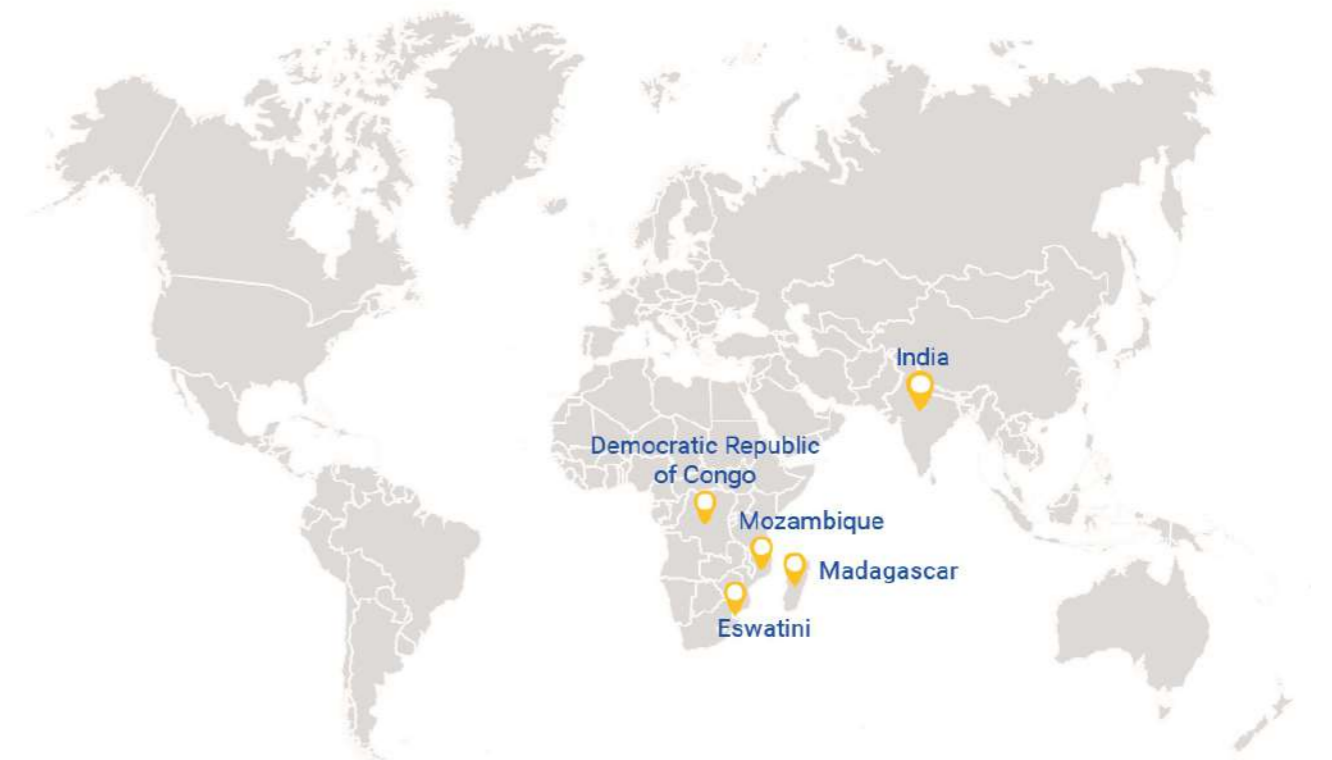 India
Democratic Republic
of Congo
Mozambique
Madagascar
Eswatini